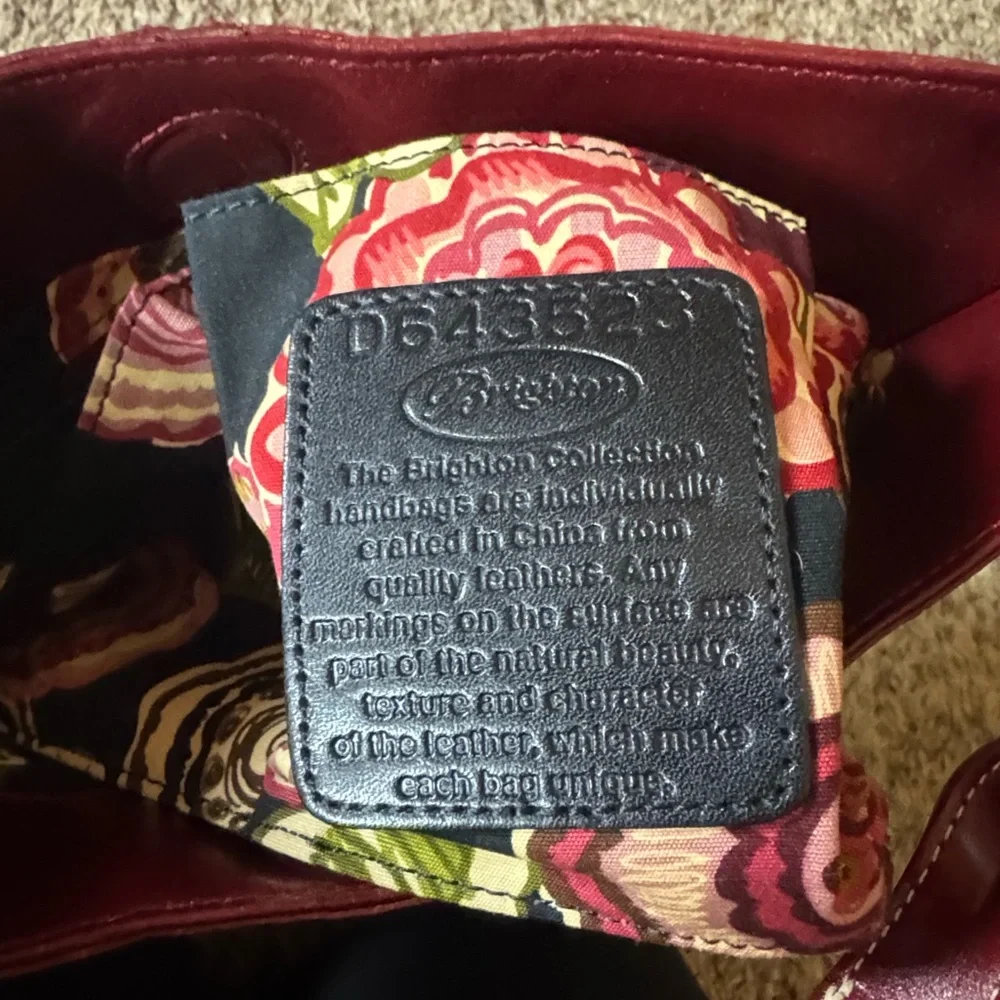 D643523
Brighton
The Brighton Collection
handbags are individually
crafted in China from
quality leathers. Any
markings on the surface are
part of the natural beauty,
texture and character
of the leather, which make
each bag unique.